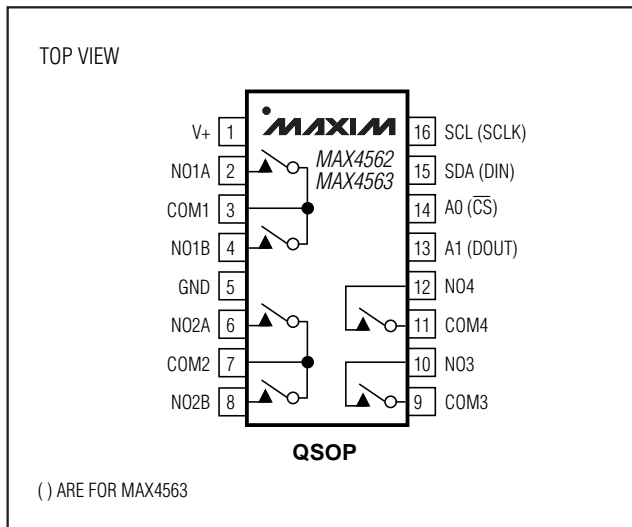 TOP VIEW
MAXIM
MAX4562
MAX4563
V+ 1
NO1A 2
COM1 3
NO1B 4
GND 5
NO2A 6
COM2 7
NO2B 8
16 SCL (SCLK)
15 SDA (DIN)
14 A0 (C̅S̅)
13 A1 (DOUT)
12 NO4
11 COM4
10 NO3
9 COM3
QSOP
( ) ARE FOR MAX4563